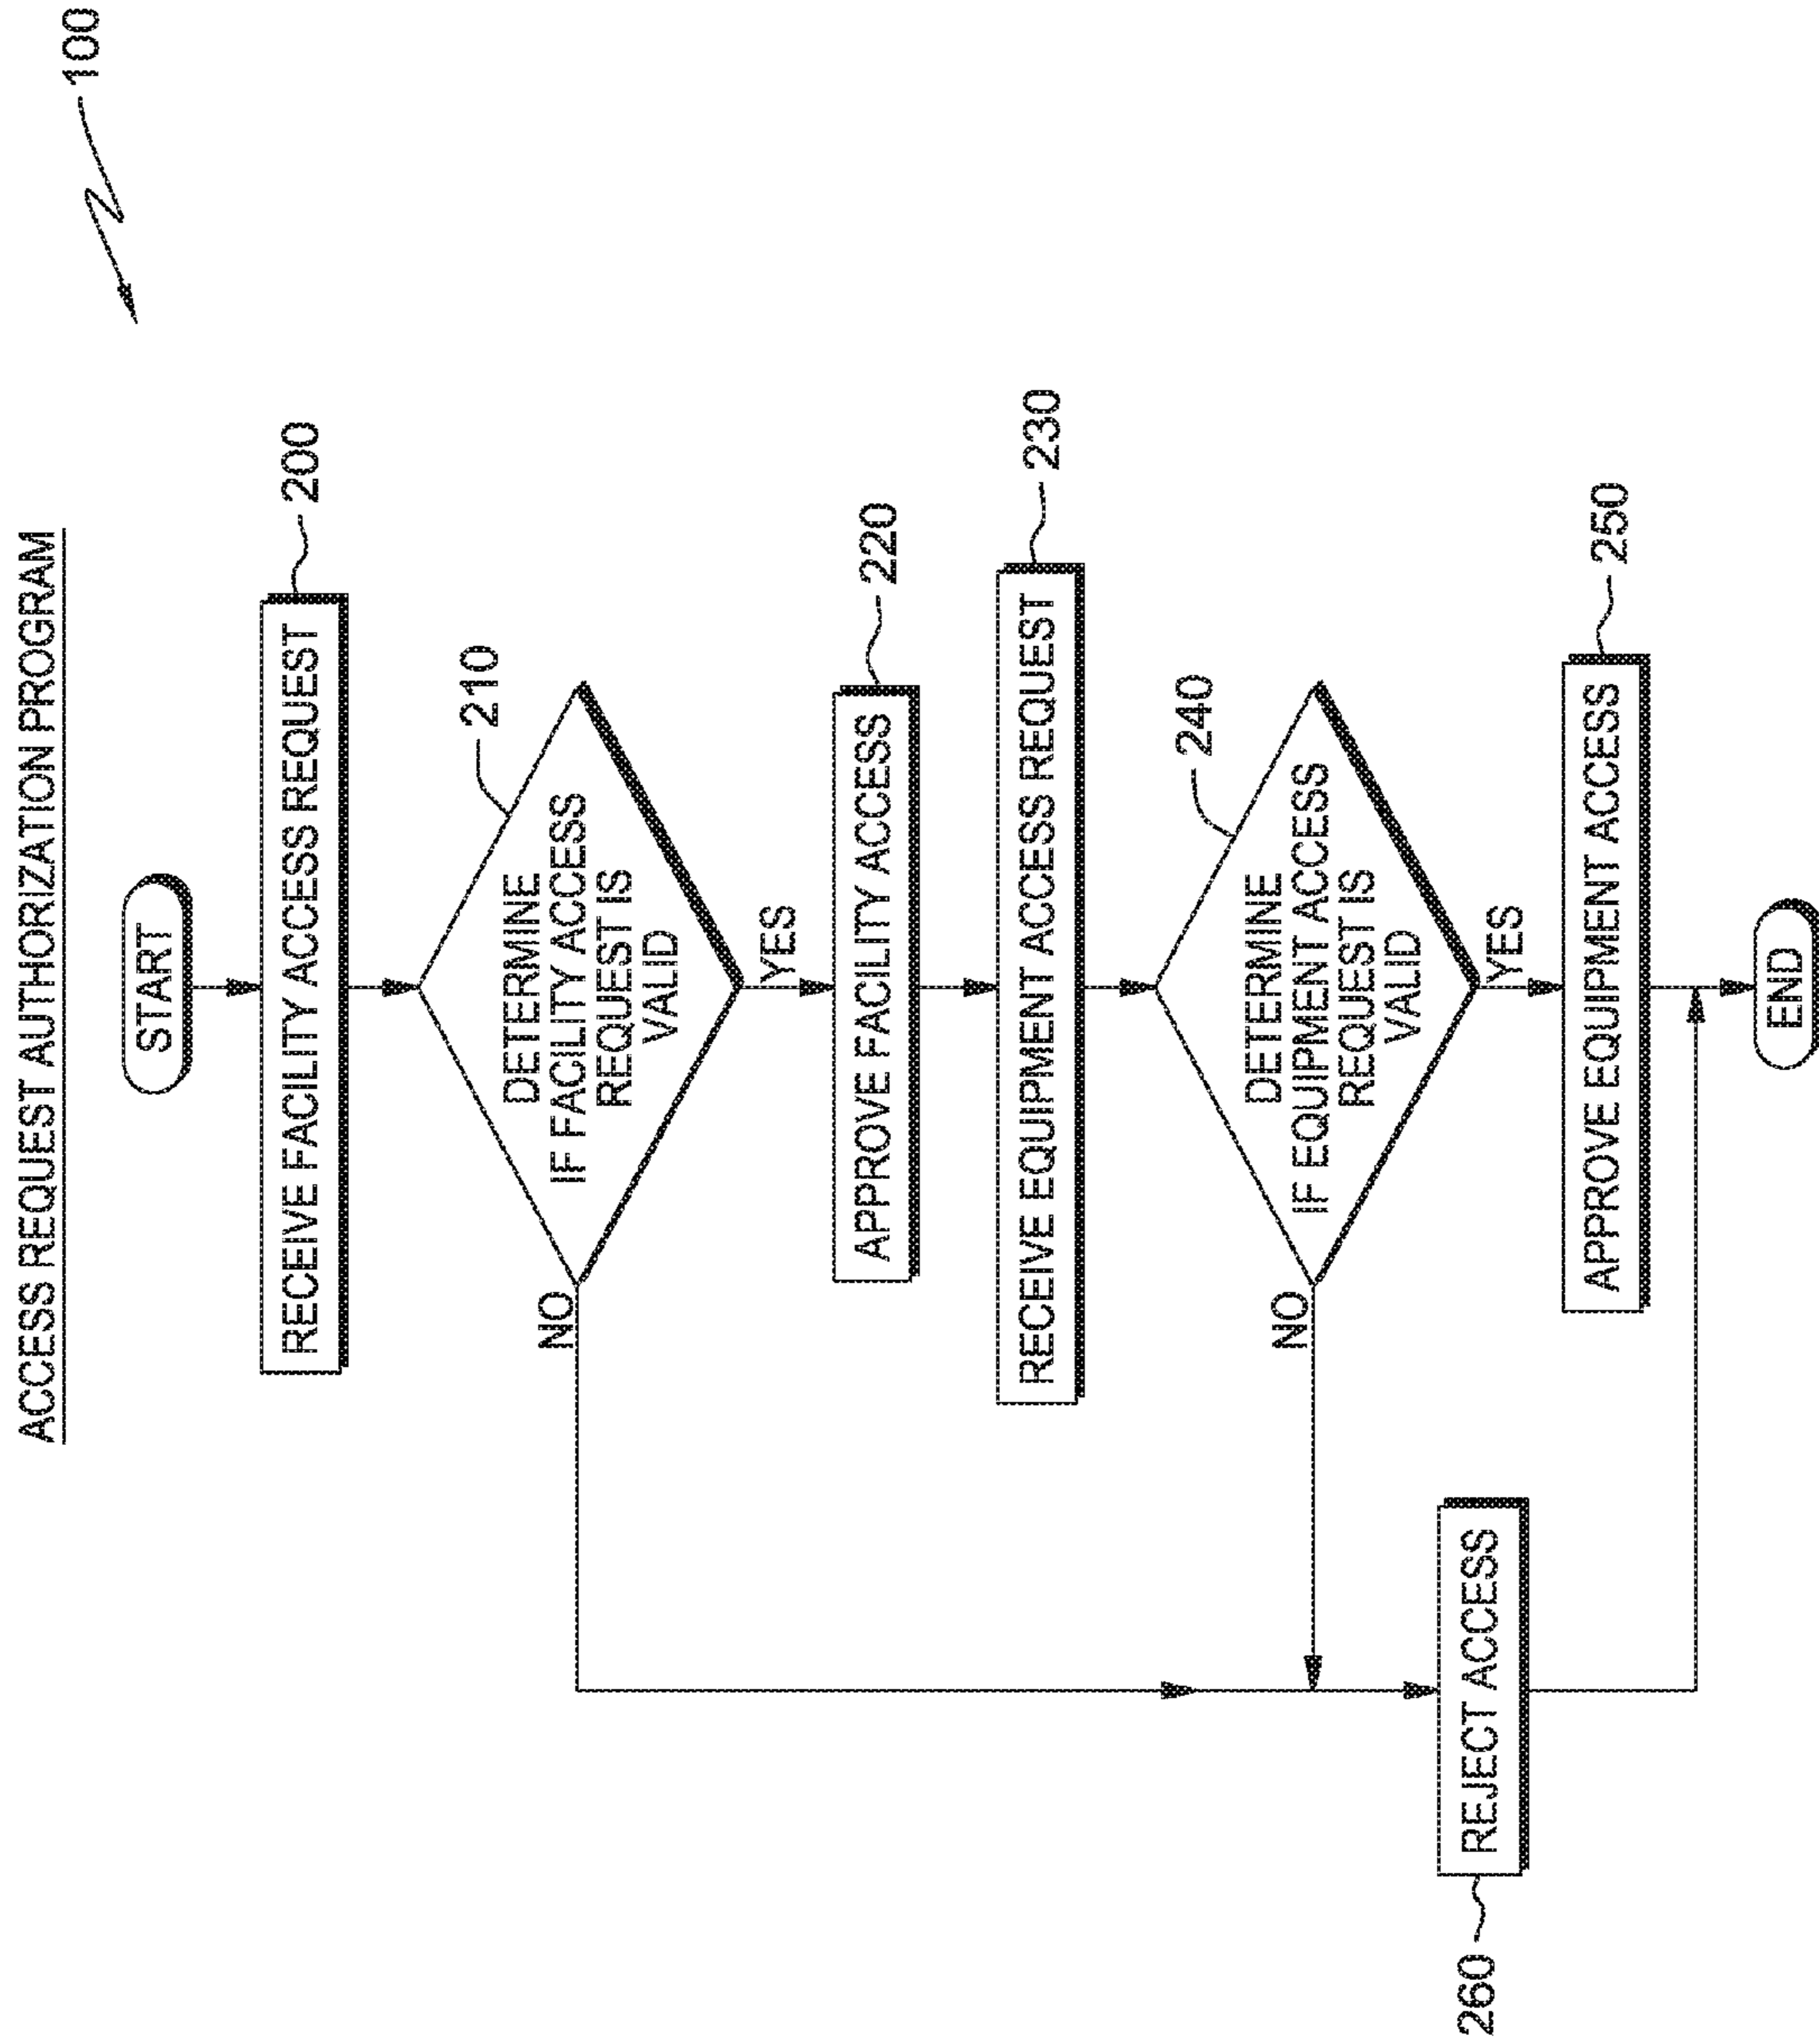 ACCESS REQUEST AUTHORIZATION PROGRAM
100
START
RECEIVE FACILITY ACCESS REQUEST
200
210
DETERMINE
IF FACILITY ACCESS
REQUEST IS
VALID
NO
YES
APPROVE FACILITY ACCESS
220
RECEIVE EQUIPMENT ACCESS REQUEST
230
240
DETERMINE
IF EQUIPMENT ACCESS
REQUEST IS
VALID
NO
YES
260
REJECT ACCESS
APPROVE EQUIPMENT ACCESS
250
END